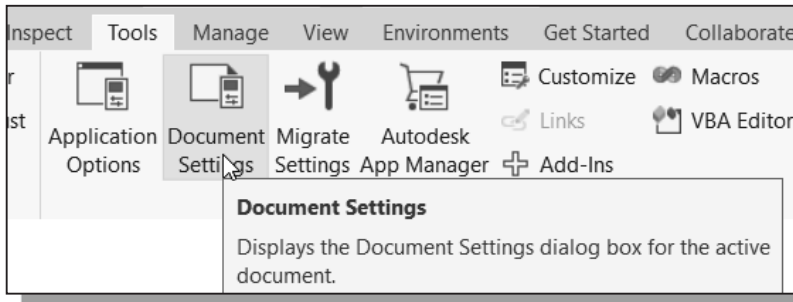 Inspect Tools Manage View Environments Get Started Collaborate
r Customize Macros
ust Links VBA Editor
Application Document Migrate Autodesk
Options Settings Settings App Manager Add-Ins
Document Settings
Displays the Document Settings dialog box for the active
document.